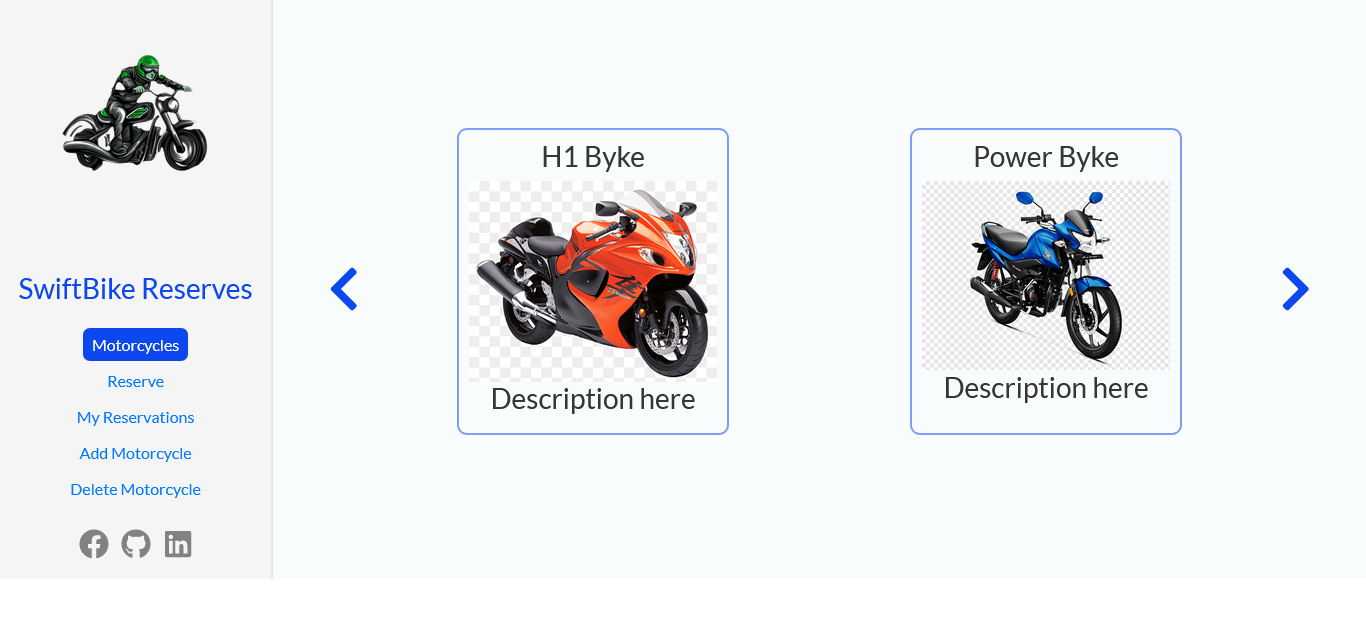 SwiftBike Reserves
Motorcycles
Reserve
My Reservations
Add Motorcycle
Delete Motorcycle
H1 Byke
Description here
Power Byke
Description here